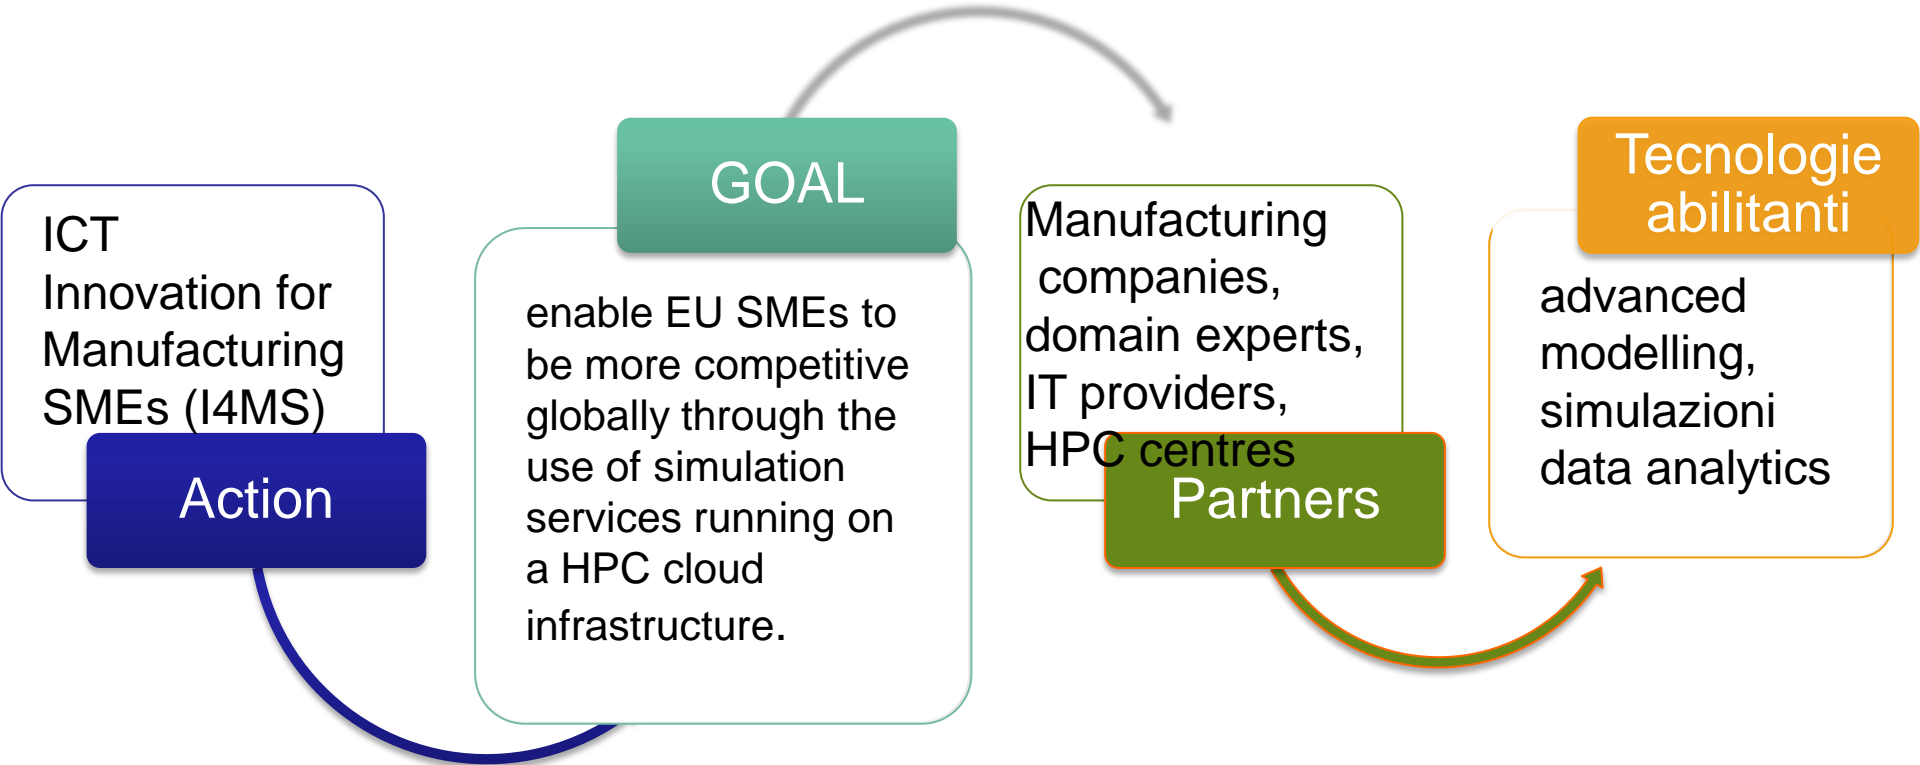 ICT
Innovation for
Manufacturing
SMEs (I4MS)
Action
GOAL
enable EU SMEs to
be more competitive
globally through the
use of simulation
services running on
a HPC cloud
infrastructure.
Manufacturing
companies,
domain experts,
IT providers,
HPC centres
Partners
Tecnologie
abilitanti
advanced
modelling,
simulazioni
data analytics